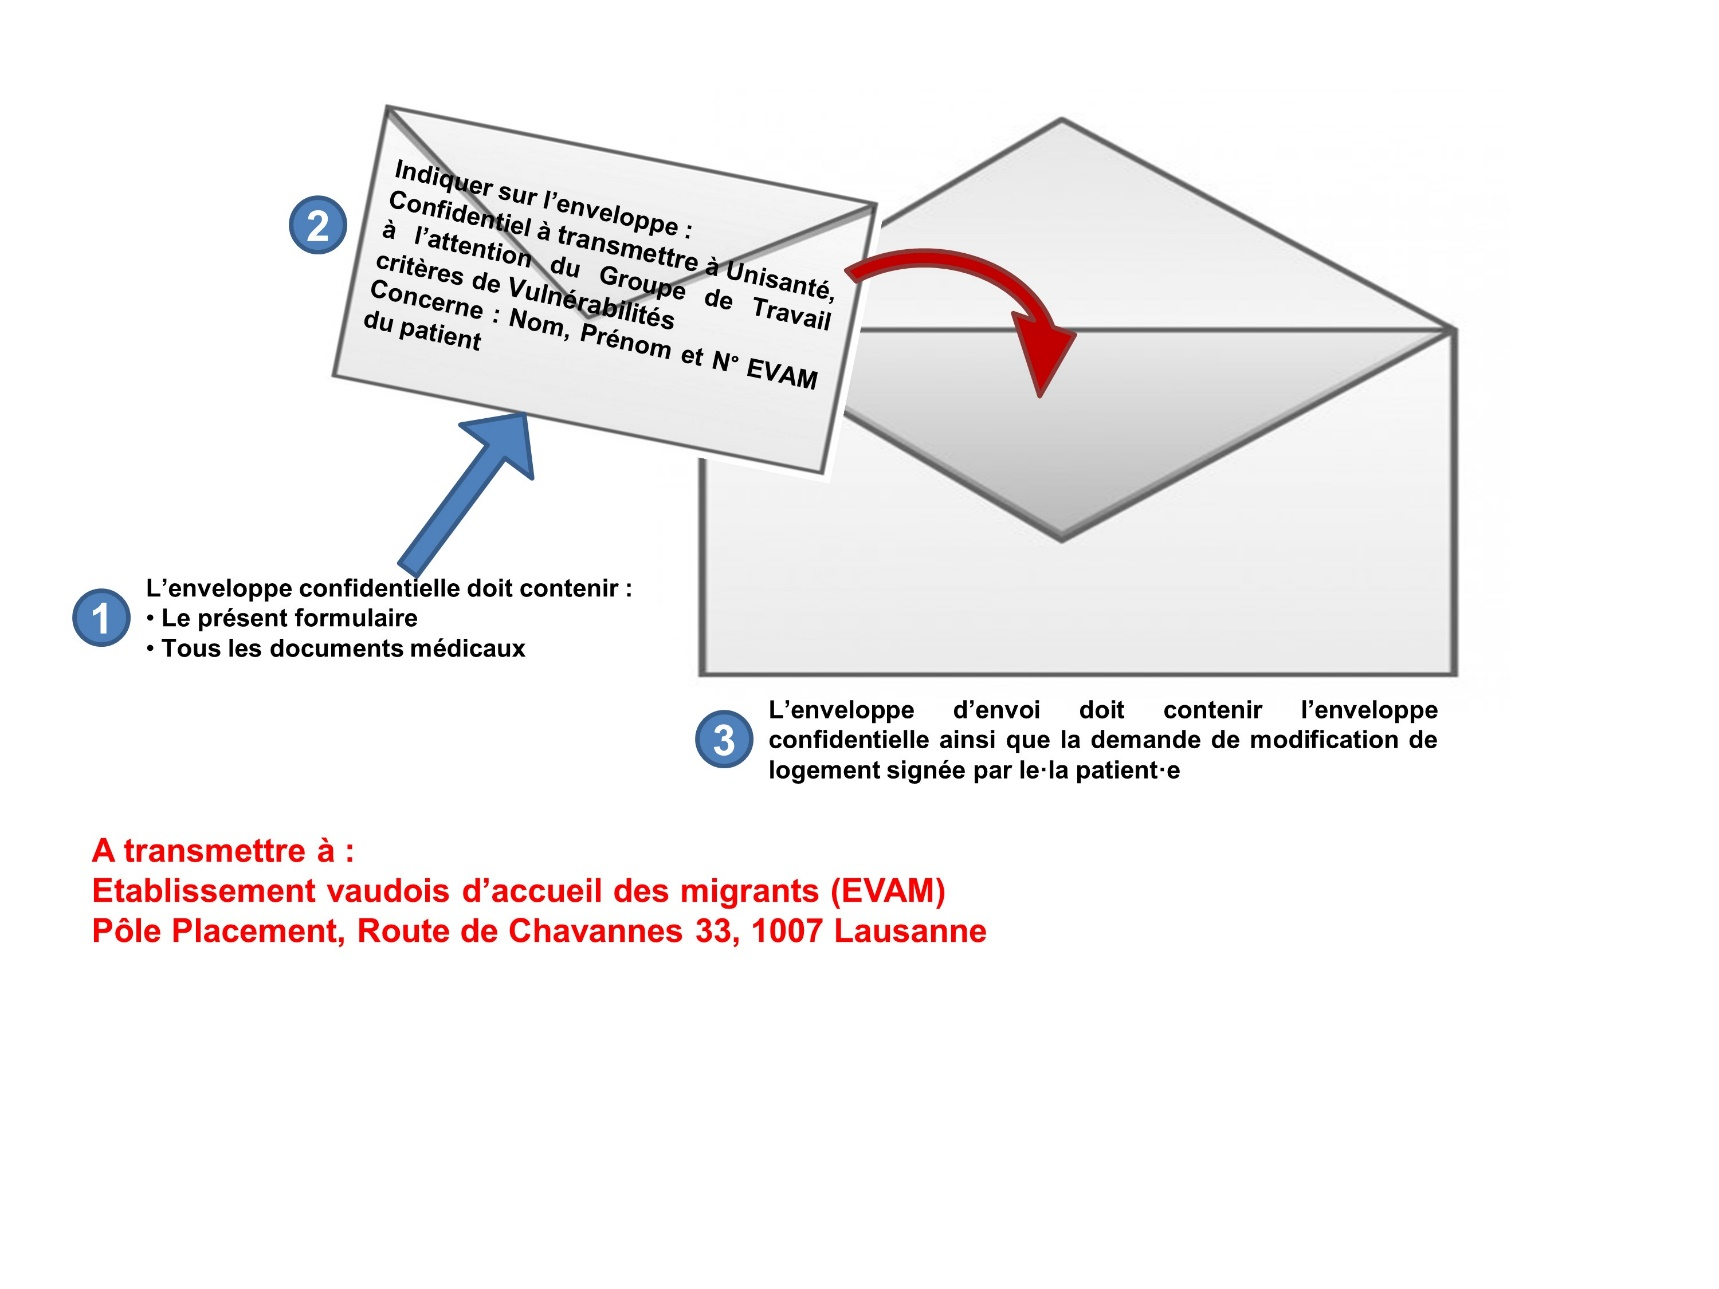 2
Indiquer sur l’enveloppe :
Confidentiel à transmettre à Unisanté,
à l’attention du Groupe de Travail
critères de Vulnérabilités
Concerne : Nom, Prénom et N° EVAM
du patient
1
L’enveloppe confidentielle doit contenir :
• Le présent formulaire
• Tous les documents médicaux
3
L’enveloppe d’envoi doit contenir l’enveloppe
confidentielle ainsi que la demande de modification de
logement signée par le·la patient·e
A transmettre à :
Etablissement vaudois d’accueil des migrants (EVAM)
Pôle Placement, Route de Chavannes 33, 1007 Lausanne